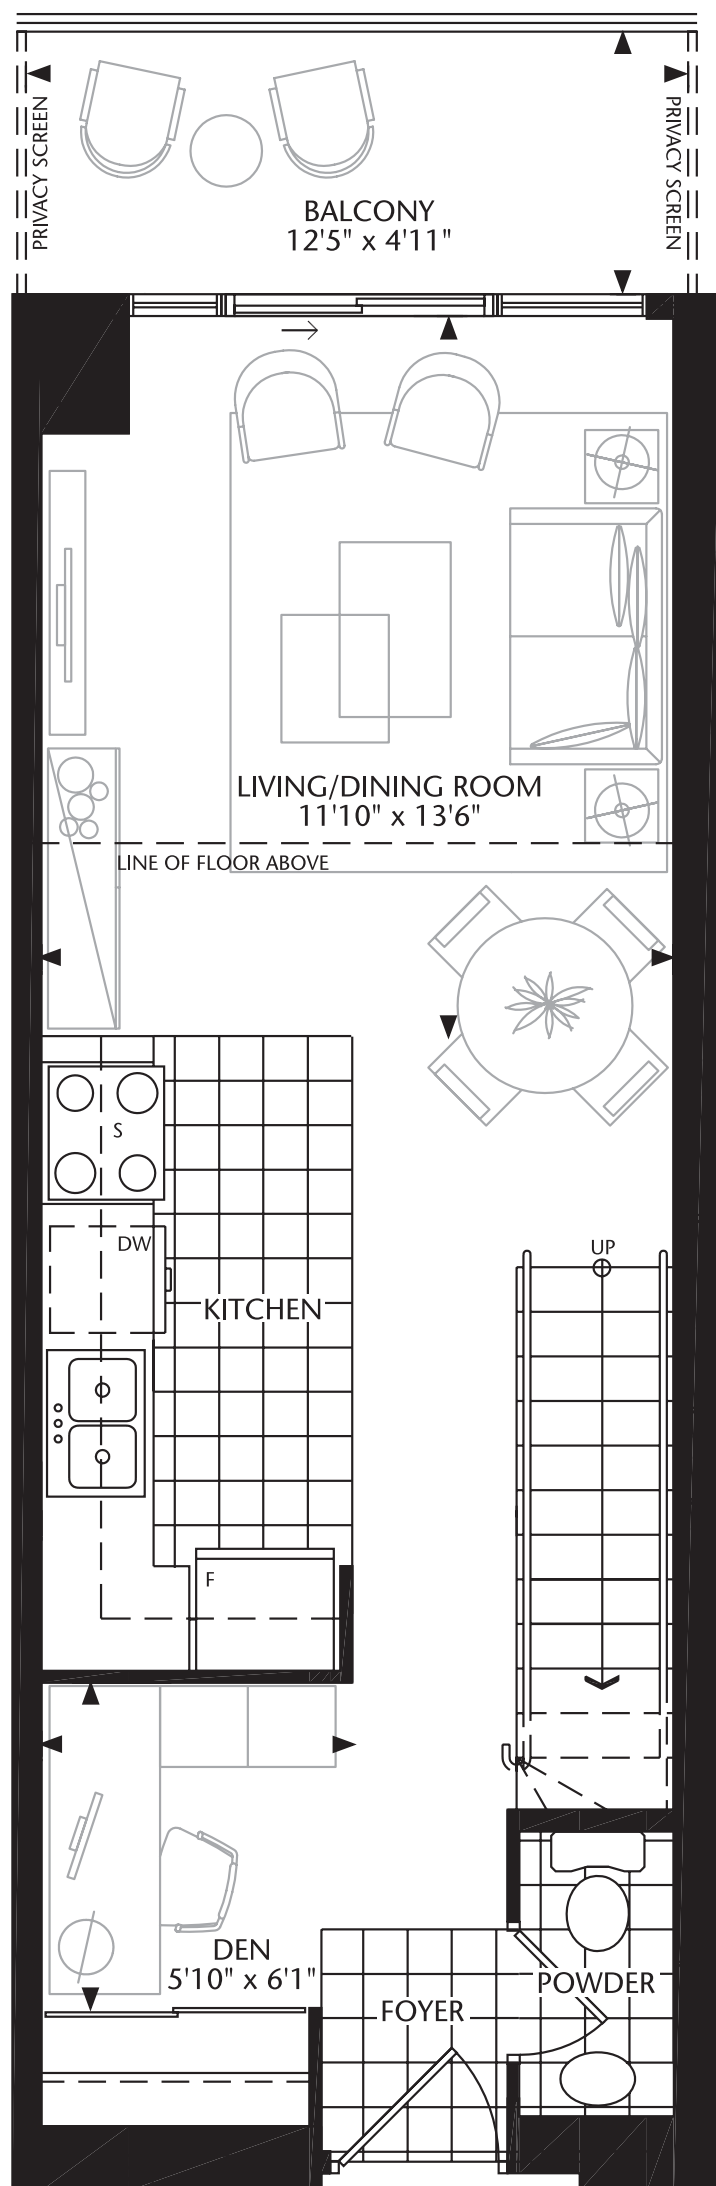 PRIVACY SCREEN
PRIVACY SCREEN
BALCONY
12'5" x 4'11"
LIVING/DINING ROOM
11'10" x 13'6"
LINE OF FLOOR ABOVE
S
DW
UP
KITCHEN
F
DEN
5'10" x 6'1"
POWDER
FOYER